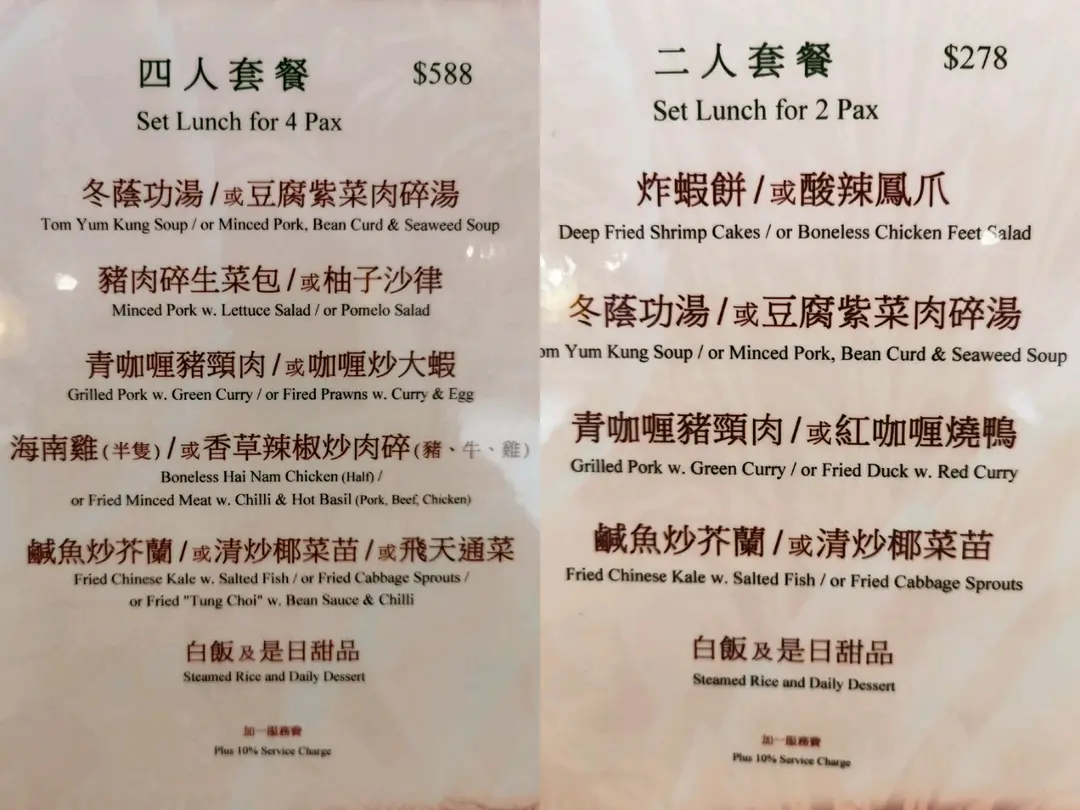 四人套餐 $588
Set Lunch for 4 Pax
冬蔭功湯 / 或豆腐紫菜肉碎湯
Tom Yum Kung Soup / or Minced Pork, Bean Curd & Seaweed Soup
豬肉碎生菜包 / 或柚子沙律
Minced Pork w. Lettuce Salad / or Pomelo Salad
青咖喱豬頸肉 / 或咖喱炒大蝦
Grilled Pork w. Green Curry / or Fired Prawns w. Curry & Egg
海南雞(半隻) / 或香草辣椒炒肉碎(豬、牛、雞)
Boneless Hai Nam Chicken (Half) /
or Fried Minced Meat w. Chilli & Hot Basil (Pork, Beef, Chicken)
鹹魚炒芥蘭 / 或清炒椰菜苗 / 或飛天通菜
Fried Chinese Kale w. Salted Fish / or Fried Cabbage Sprouts /
or Fried "Tung Choi" w. Bean Sauce & Chilli
白飯及是日甜品
Steamed Rice and Daily Dessert
加一服務費
Plus 10% Service Charge
二人套餐 $278
Set Lunch for 2 Pax
炸蝦餅 / 或酸辣鳳爪
Deep Fried Shrimp Cakes / or Boneless Chicken Feet Salad
冬蔭功湯 / 或豆腐紫菜肉碎湯
om Yum Kung Soup / or Minced Pork, Bean Curd & Seaweed Soup
青咖喱豬頸肉 / 或紅咖喱燒鴨
Grilled Pork w. Green Curry / or Fried Duck w. Red Curry
鹹魚炒芥蘭 / 或清炒椰菜苗
Fried Chinese Kale w. Salted Fish / or Fried Cabbage Sprouts
白飯及是日甜品
Steamed Rice and Daily Dessert
加一服務費
Plus 10% Service Charge